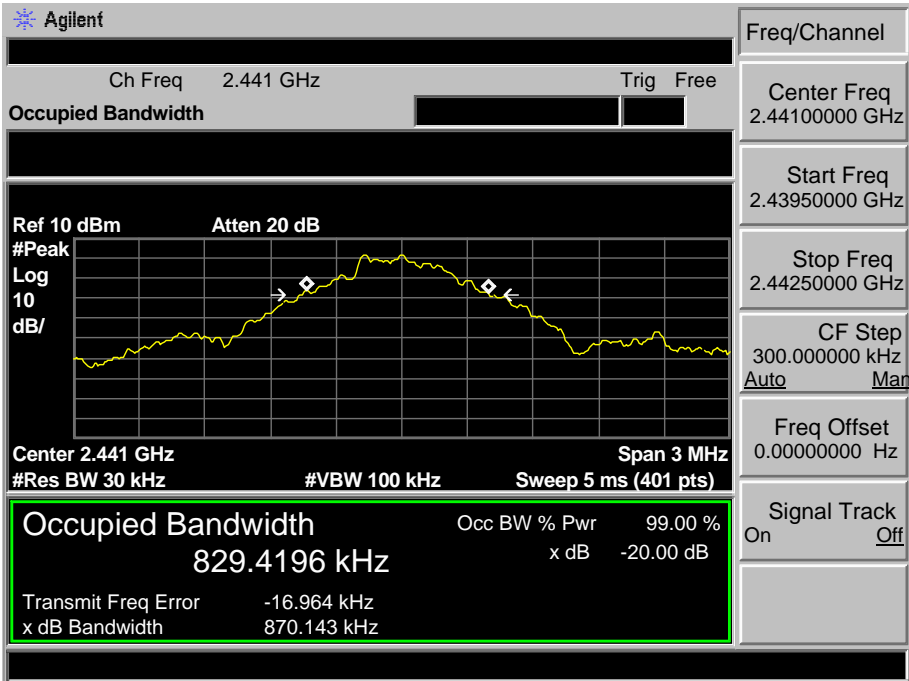 Agilent
Freq/Channel
Ch Freq 2.441 GHz Trig Free
Occupied Bandwidth
Center Freq
2.44100000 GHz
Start Freq
2.43950000 GHz
Stop Freq
2.44250000 GHz
CF Step
300.000000 kHz
Auto Man
Freq Offset
0.00000000 Hz
Signal Track
On Off
Ref 10 dBm Atten 20 dB
#Peak
Log
10
dB/
Center 2.441 GHz Span 3 MHz
#Res BW 30 kHz #VBW 100 kHz Sweep 5 ms (401 pts)
Occupied Bandwidth
829.4196 kHz
Occ BW % Pwr 99.00 %
x dB -20.00 dB
Transmit Freq Error -16.964 kHz
x dB Bandwidth 870.143 kHz